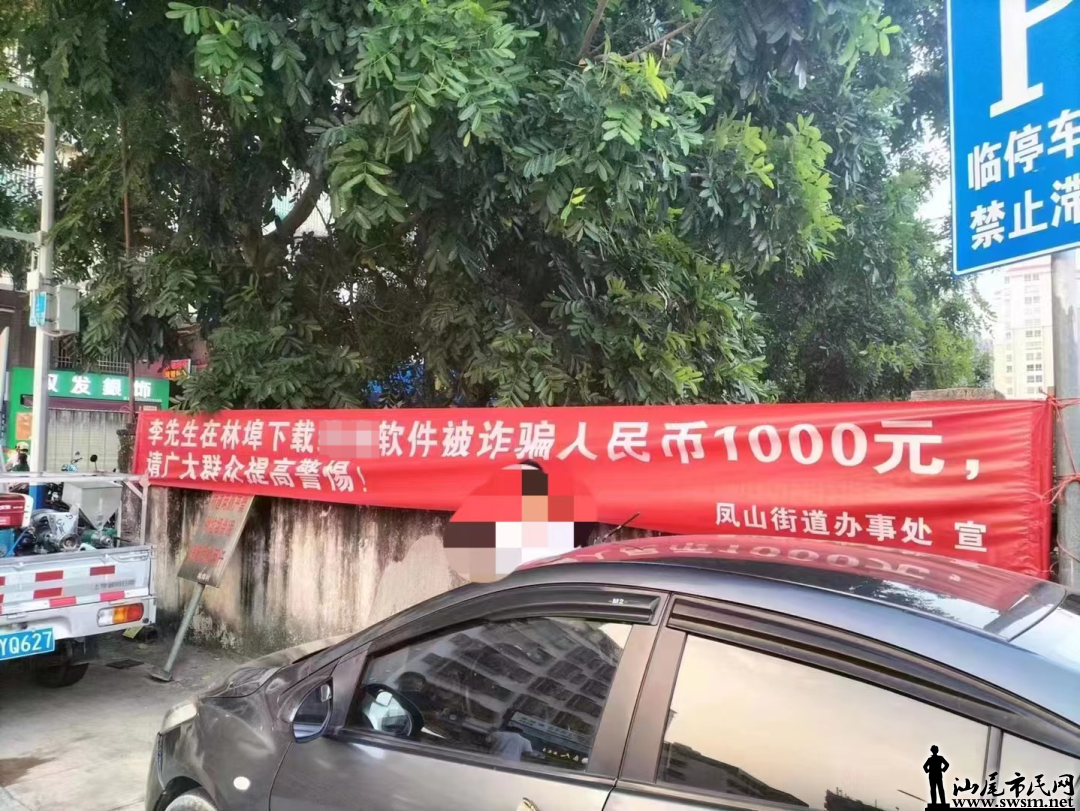 P
临停车
禁止滞
双发银饰
李先生在林埠下载 软件被诈骗人民币1000元，
请广大群众提高警惕！
凤山街道办事处 宣
YQ627
汕尾市民网
www.swsm.net